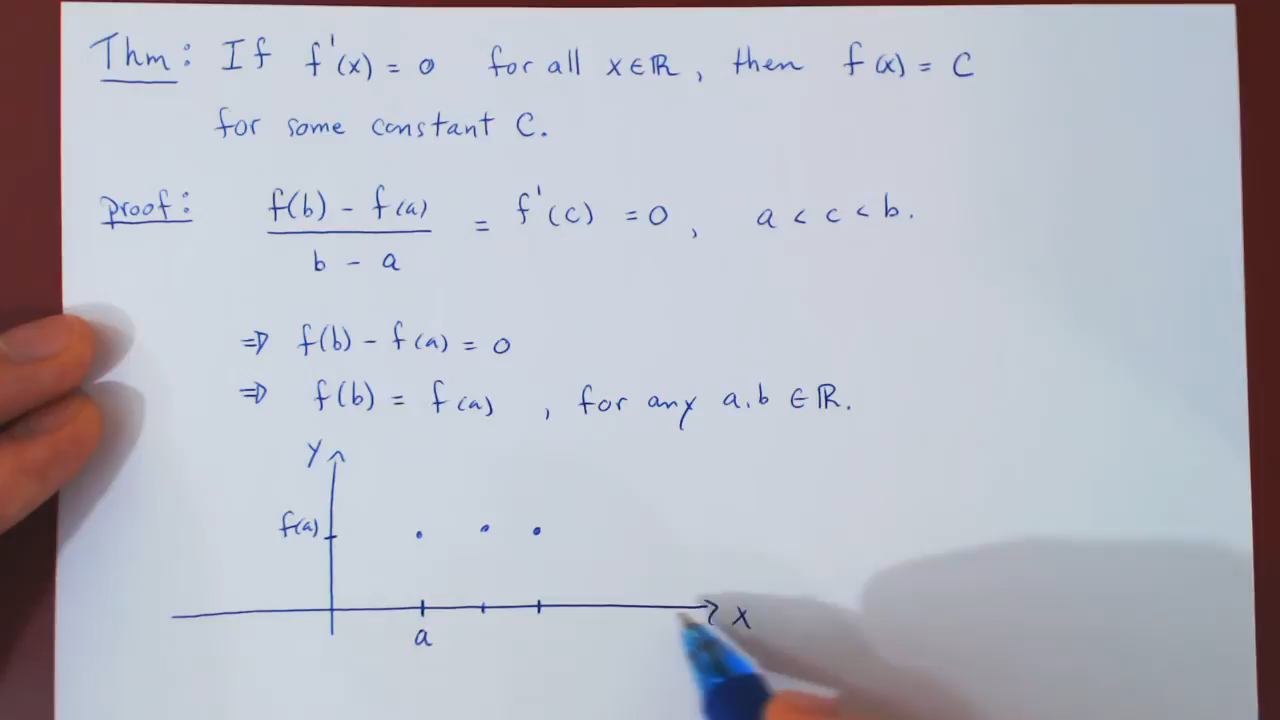 Thm: If f'(x) = 0 for all x∈ℝ, then f(x) = C
for some constant C.
Proof: f(b) - f(a) / b - a = f'(c) = 0, a < c < b.
⇒ f(b) - f(a) = 0
⇒ f(b) = f(a), for any a,b ∈ ℝ.
y
f(a)
x
a